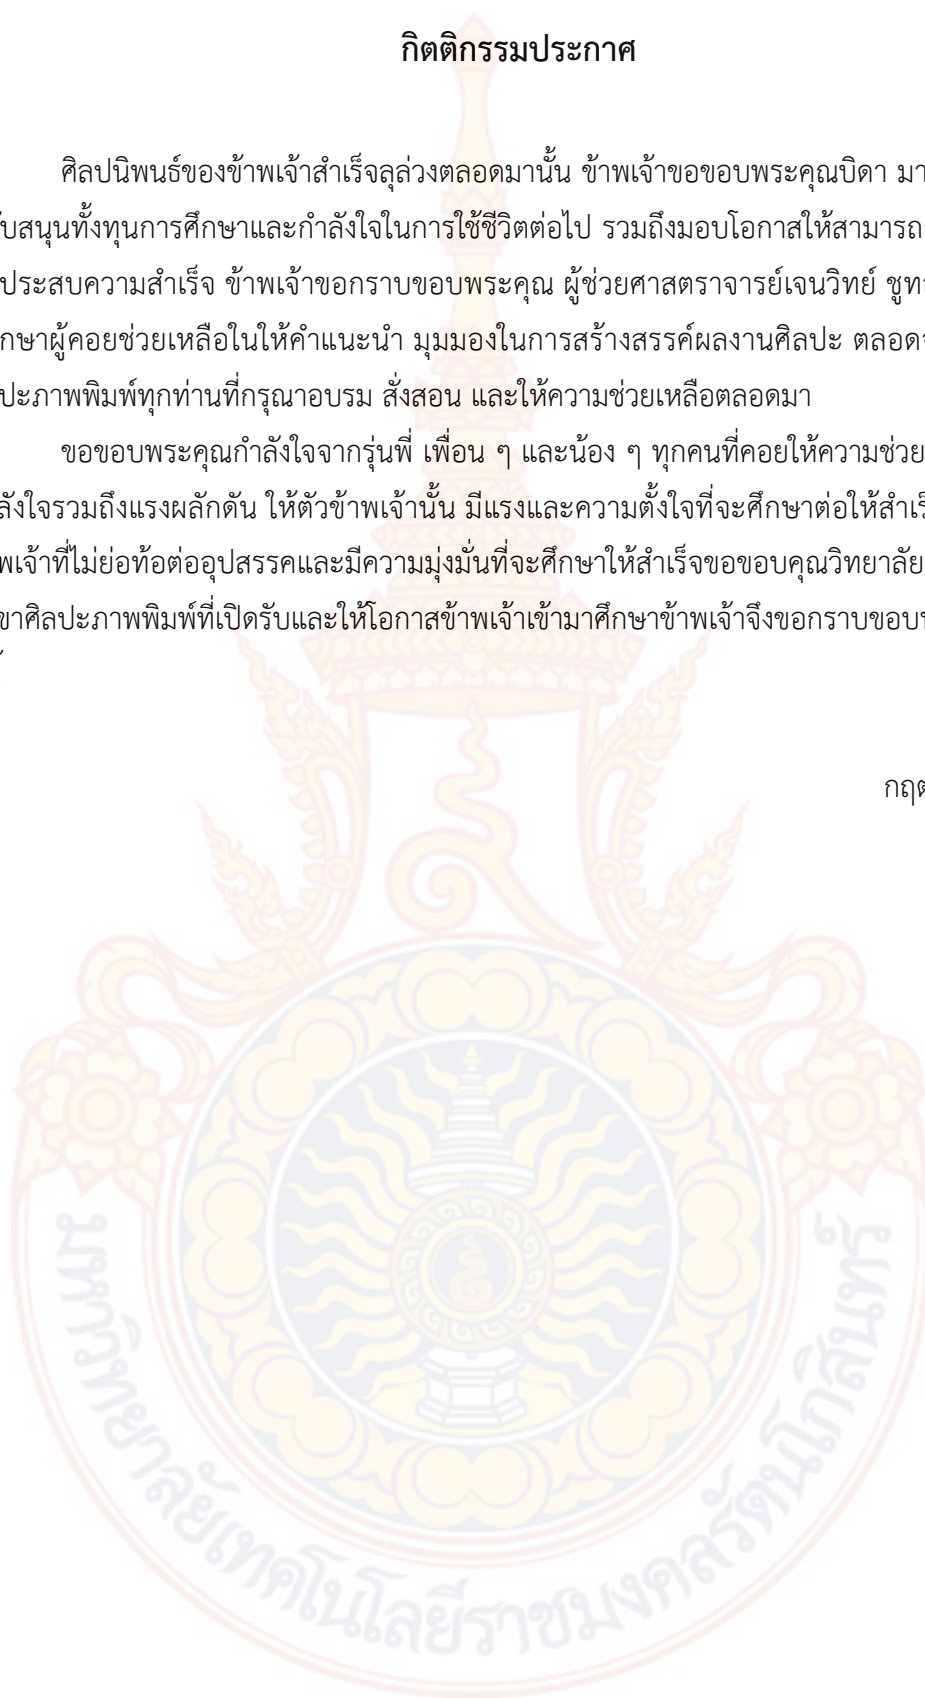 กิตติกรรมประกาศ
ศิลปนิพนธ์ของข้าพเจ้าสำเร็จลุล่วงตลอดมานั้น ข้าพเจ้าขอขอบพระคุณบิดา มา
บสนุนทั้งทุนการศึกษาและกำลังใจในการใช้ชีวิตต่อไป รวมถึงมอบโอกาสให้สามารถ
ประสบความสำเร็จ ข้าพเจ้าขอกราบขอบพระคุณ ผู้ช่วยศาสตราจารย์เจนวิทย์ ชูท
กษาผู้คอยช่วยเหลือในให้คำแนะนำ มุมมองในการสร้างสรรค์ผลงานศิลปะ ตลอด
ปะภาพพิมพ์ทุกท่านที่กรุณาอบรม สั่งสอน และให้ความช่วยเหลือตลอดมา
ขอขอบพระคุณกำลังใจจากรุ่นพี่ เพื่อน ๆ และน้อง ๆ ทุกคนที่คอยให้ความช่วย
ลังใจรวมถึงแรงผลักดัน ให้ตัวข้าพเจ้านั้น มีแรงและความตั้งใจที่จะศึกษาต่อให้สำเร็
พเจ้าที่ไม่ย่อท้อต่ออุปสรรคและมีความมุ่งมั่นที่จะศึกษาให้สำเร็จขอขอบคุณวิทยาลัย
ขาศิลปะภาพพิมพ์ที่เปิดรับและให้โอกาสข้าพเจ้าเข้ามาศึกษาข้าพเจ้าจึงขอกราบขอบ
กฤต
มหาวิทยาลัยเทคโนโลยีราชมงคลรัตนโกสินทร์